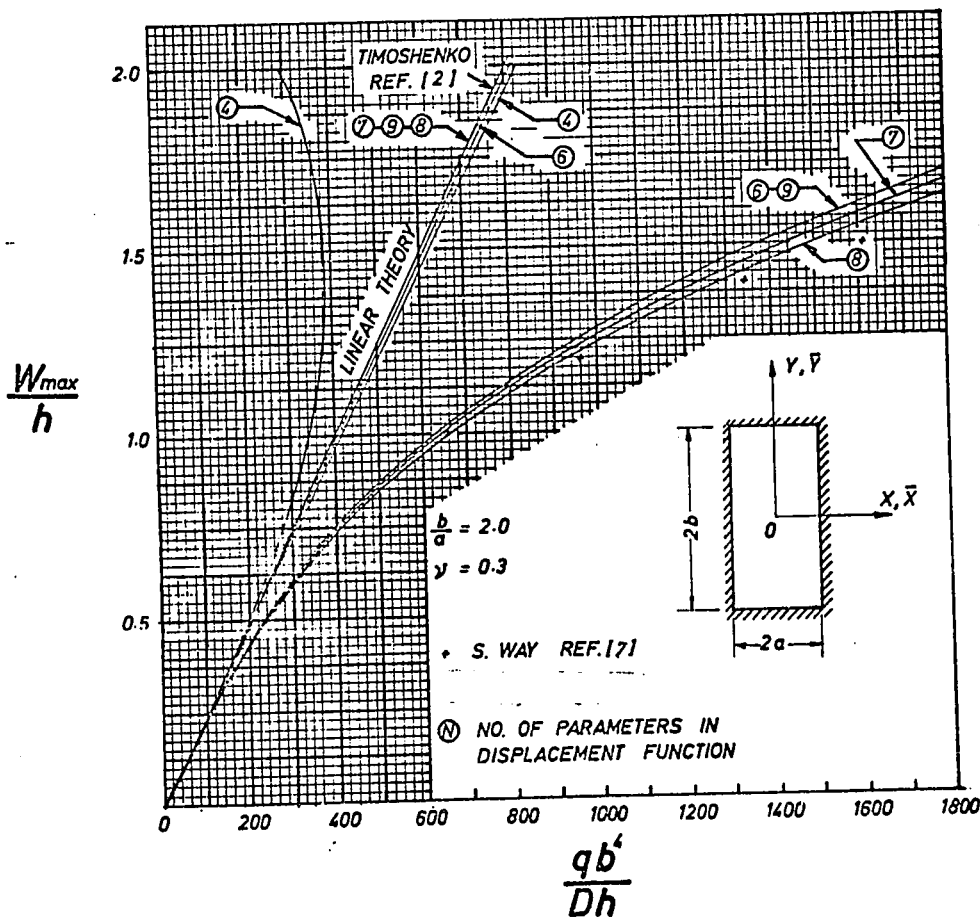 TIMOSHENKO
REF. [2]
2.0
④
④
⑦ ⑨ ⑧
⑥
⑦
⑥ ⑨
⑧
1.5
LINEAR THEORY
Wmax
h
1.0
0.5
Y, Ȳ
X, X̄
O
2b
2a
b/a = 2.0
ν = 0.3
+ S. WAY REF. [7]
Ⓝ NO. OF PARAMETERS IN
DISPLACEMENT FUNCTION
0 200 400 600 800 1000 1200 1400 1600 1800
qb⁴
Dh